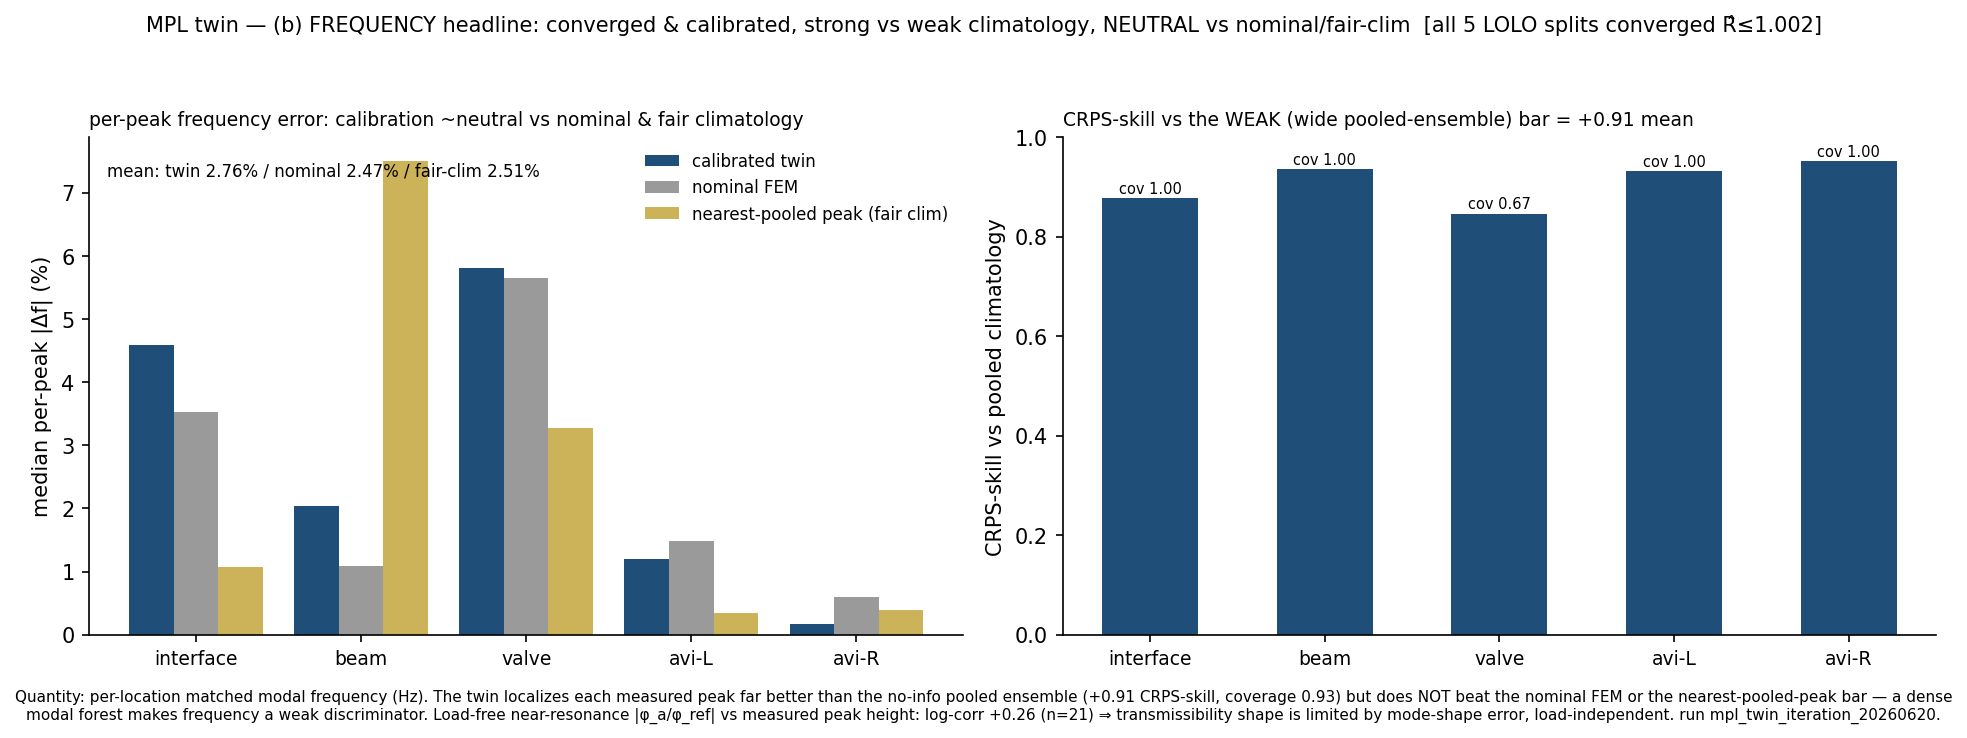 MPL twin — (b) FREQUENCY headline: converged & calibrated, strong vs weak climatology, NEUTRAL vs nominal/fair-clim  [all 5 LOLO splits converged R̂≤1.002]
per-peak frequency error: calibration ~neutral vs nominal & fair climatology
mean: twin 2.76% / nominal 2.47% / fair-clim 2.51%
calibrated twin
nominal FEM
nearest-pooled peak (fair clim)
median per-peak |Δf| (%)
7
6
5
4
3
2
1
0
interface
beam
valve
avi-L
avi-R
CRPS-skill vs the WEAK (wide pooled-ensemble) bar = +0.91 mean
CRPS-skill vs pooled climatology
1.0
0.8
0.6
0.4
0.2
0.0
cov 1.00
cov 1.00
cov 0.67
cov 1.00
cov 1.00
interface
beam
valve
avi-L
avi-R
Quantity: per-location matched modal frequency (Hz). The twin localizes each measured peak far better than the no-info pooled ensemble (+0.91 CRPS-skill, coverage 0.93) but does NOT beat the nominal FEM or the nearest-pooled-peak bar — a dense
modal forest makes frequency a weak discriminator. Load-free near-resonance |φ_a/φ_ref| vs measured peak height: log-corr +0.26 (n=21) ⇒ transmissibility shape is limited by mode-shape error, load-independent. run mpl_twin_iteration_20260620.